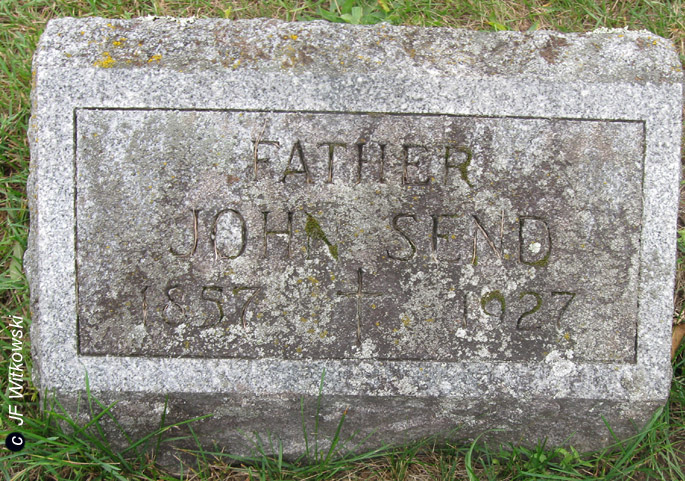 FATHER
JOHN SEND
1857 1927
© JF Witkowski